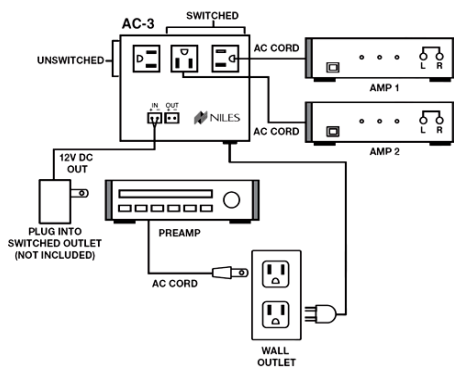 SWITCHED
AC-3
UNSWITCHED
AC CORD
L R
AMP 1
IN OUT
+ - + -
NILES
AC CORD
L R
AMP 2
12V DC
OUT
PLUG INTO
SWITCHED OUTLET
(NOT INCLUDED)
PREAMP
AC CORD
WALL
OUTLET